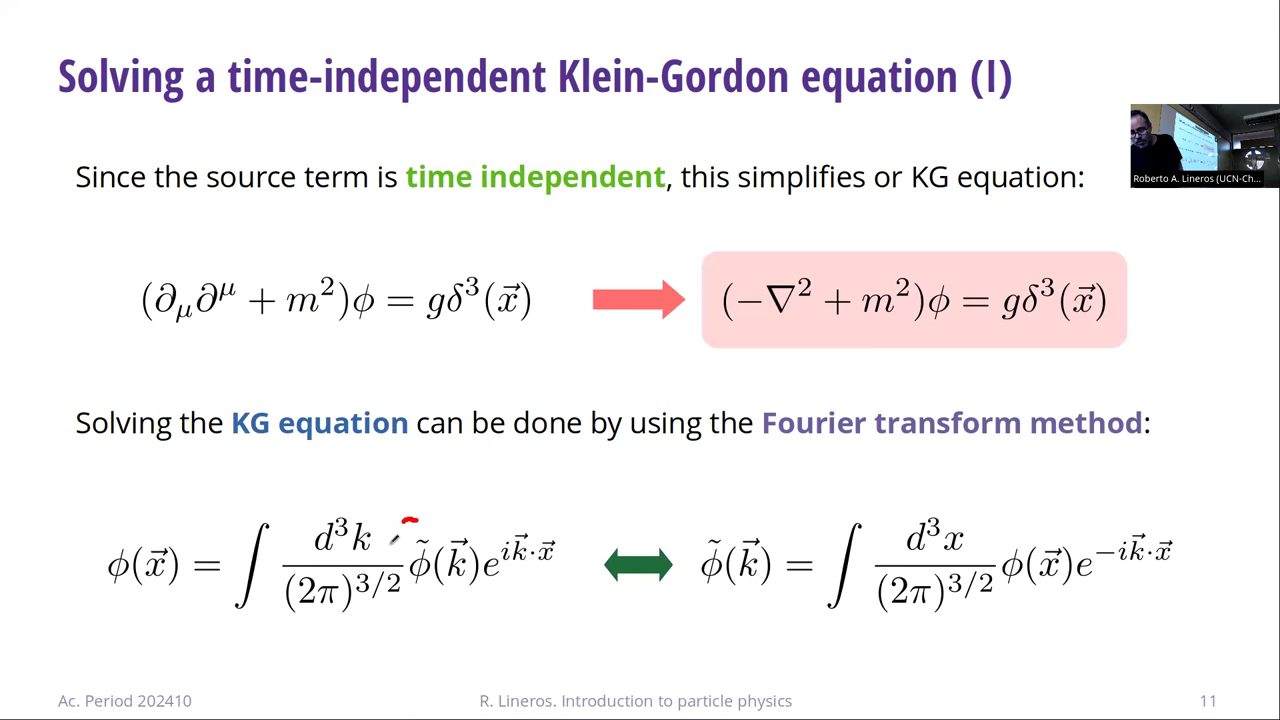 Solving a time-independent Klein-Gordon equation (I)
Since the source term is time independent, this simplifies or KG equation:
Roberto A. Lineros (UCN-Ch...
(∂_μ∂^μ + m²)ϕ = gδ³(x⃗)
(−∇² + m²)ϕ = gδ³(x⃗)
Solving the KG equation can be done by using the Fourier transform method:
ϕ(x⃗) = ∫ d³k/(2π)^{3/2} ϕ̃(k⃗)e^{ik⃗·x⃗}
ϕ̃(k⃗) = ∫ d³x/(2π)^{3/2} ϕ(x⃗)e^{−ik⃗·x⃗}
Ac. Period 202410
R. Lineros. Introduction to particle physics
11